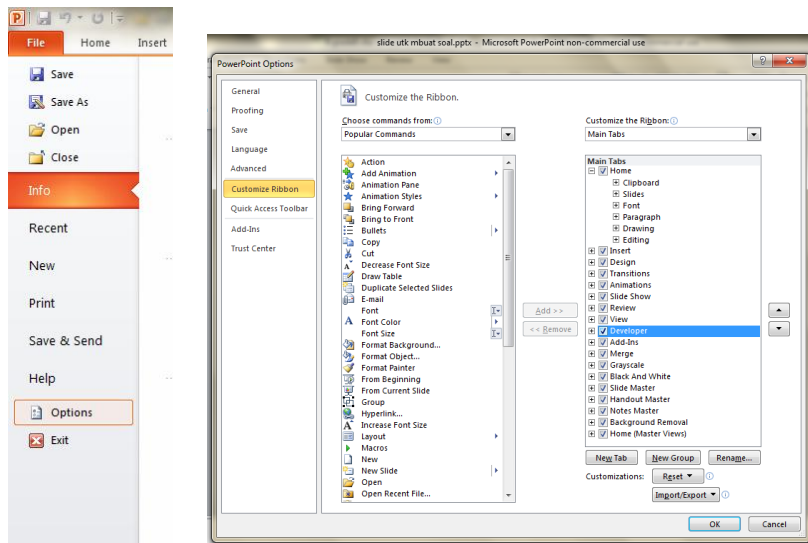 File Home Insert
Save
Save As
Open
Close
Info
Recent
New
Print
Save & Send
Help
Options
Exit
slide utk mbuat soal.pptx - Microsoft PowerPoint non-commercial use
PowerPoint Options
General
Proofing
Save
Language
Advanced
Customize Ribbon
Quick Access Toolbar
Add-Ins
Trust Center
Customize the Ribbon.
Choose commands from:
Popular Commands
Action
Add Animation
Animation Pane
Animation Styles
Bring Forward
Bring to Front
Bullets
Copy
Cut
Decrease Font Size
Draw Table
Duplicate Selected Slides
E-mail
Font
Font Color
Font Size
Format Background...
Format Object...
Format Painter
From Beginning
From Current Slide
Group
Hyperlink...
Increase Font Size
Layout
Macros
New
New Slide
Open
Open Recent File...
Add >>
<< Remove
Customize the Ribbon:
Main Tabs
Main Tabs
Home
Clipboard
Slides
Font
Paragraph
Drawing
Editing
Insert
Design
Transitions
Animations
Slide Show
Review
View
Developer
Add-Ins
Merge
Grayscale
Black And White
Slide Master
Handout Master
Notes Master
Background Removal
Home (Master Views)
New Tab New Group Rename...
Customizations: Reset
Import/Export
OK Cancel